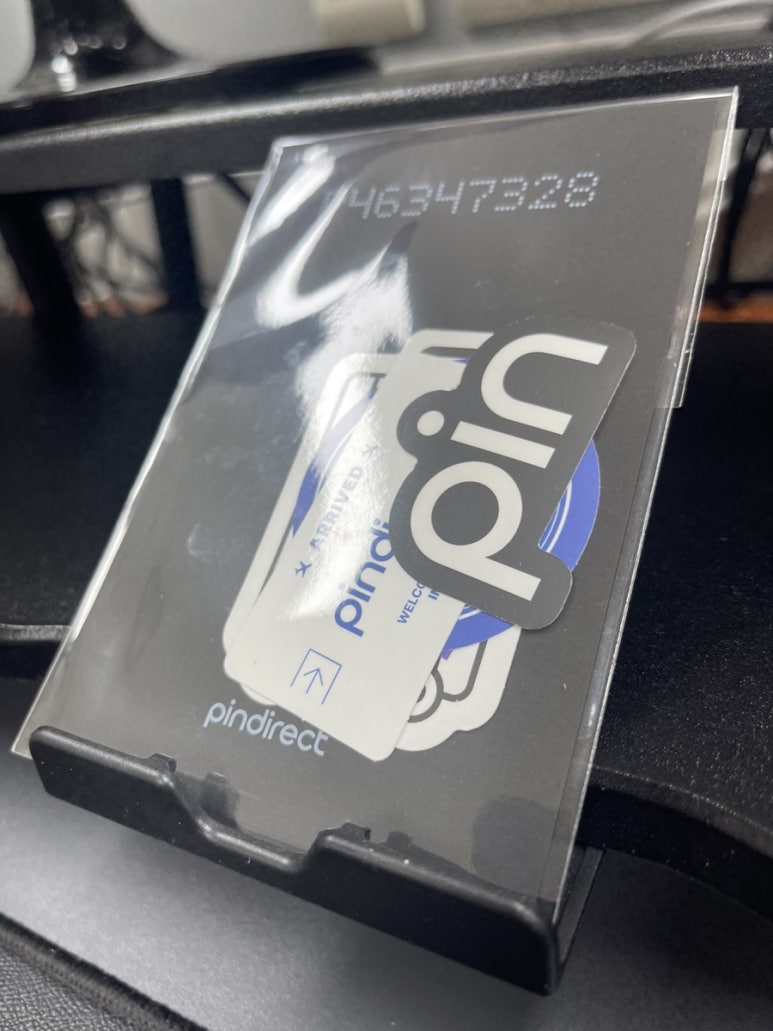 46347328
pin
ARRIVED
pindi
WELCO
pindirect